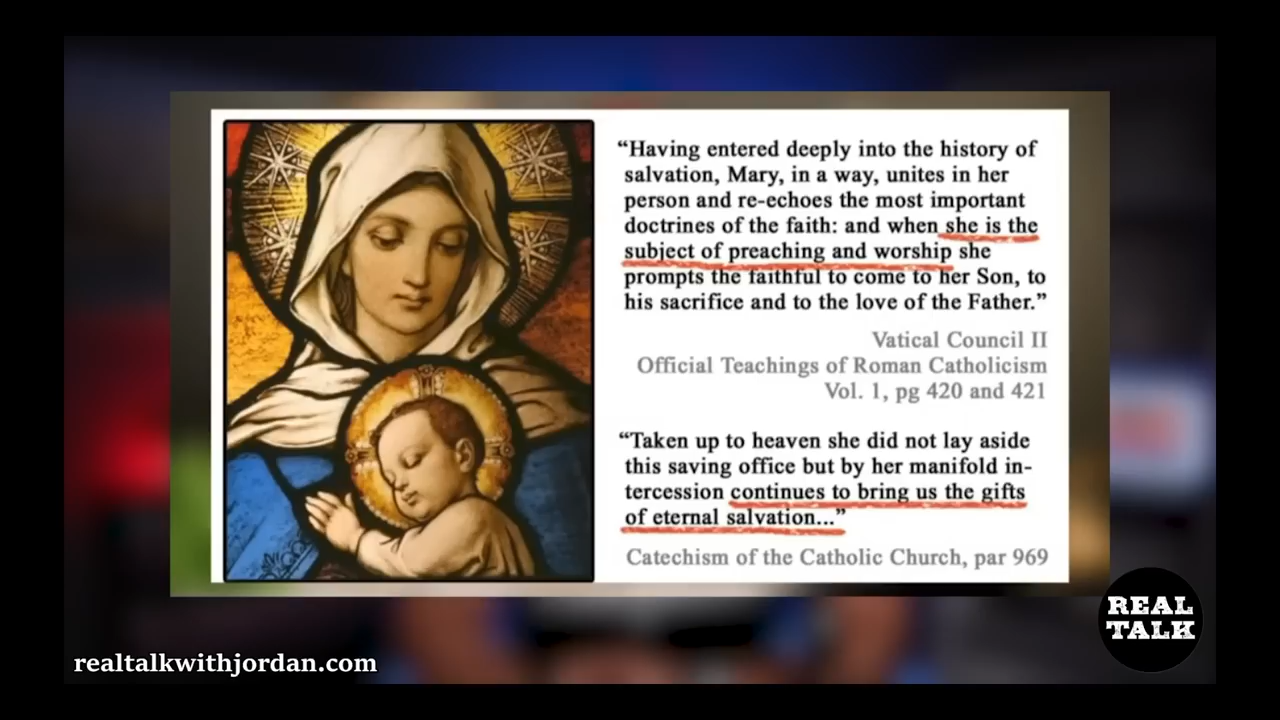 “Having entered deeply into the history of
salvation, Mary, in a way, unites in her
person and re-echoes the most important
doctrines of the faith: and when she is the
subject of preaching and worship she
prompts the faithful to come to her Son, to
his sacrifice and to the love of the Father.”
Vatical Council II
Official Teachings of Roman Catholicism
Vol. 1, pg 420 and 421
“Taken up to heaven she did not lay aside
this saving office but by her manifold in-
tercession continues to bring us the gifts
of eternal salvation...”
Catechism of the Catholic Church, par 969
REAL
TALK
realtalkwithjordan.com